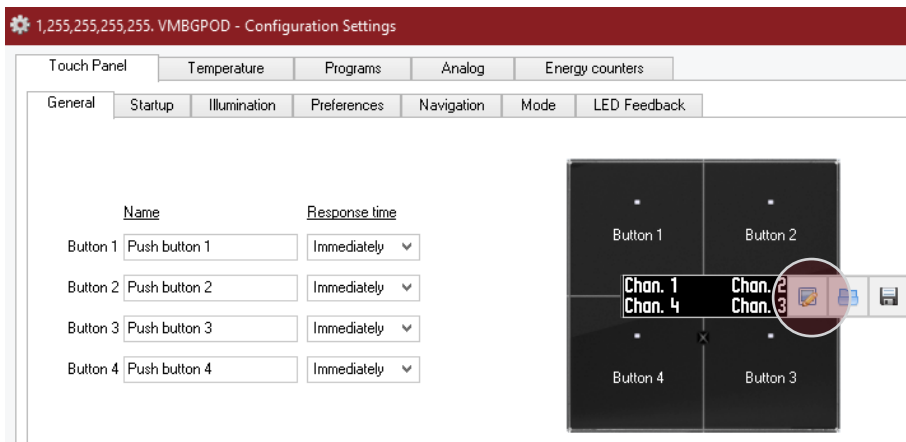 1,255,255,255,255. VMBGPOD - Configuration Settings
Touch Panel Temperature Programs Analog Energy counters
General Startup Illumination Preferences Navigation Mode LED Feedback
Name Response time
Button 1 Push button 1 Immediately
Button 2 Push button 2 Immediately
Button 3 Push button 3 Immediately
Button 4 Push button 4 Immediately
Button 1 Button 2
Chan. 1 Chan. 2
Chan. 4 Chan. 3
Button 4 Button 3